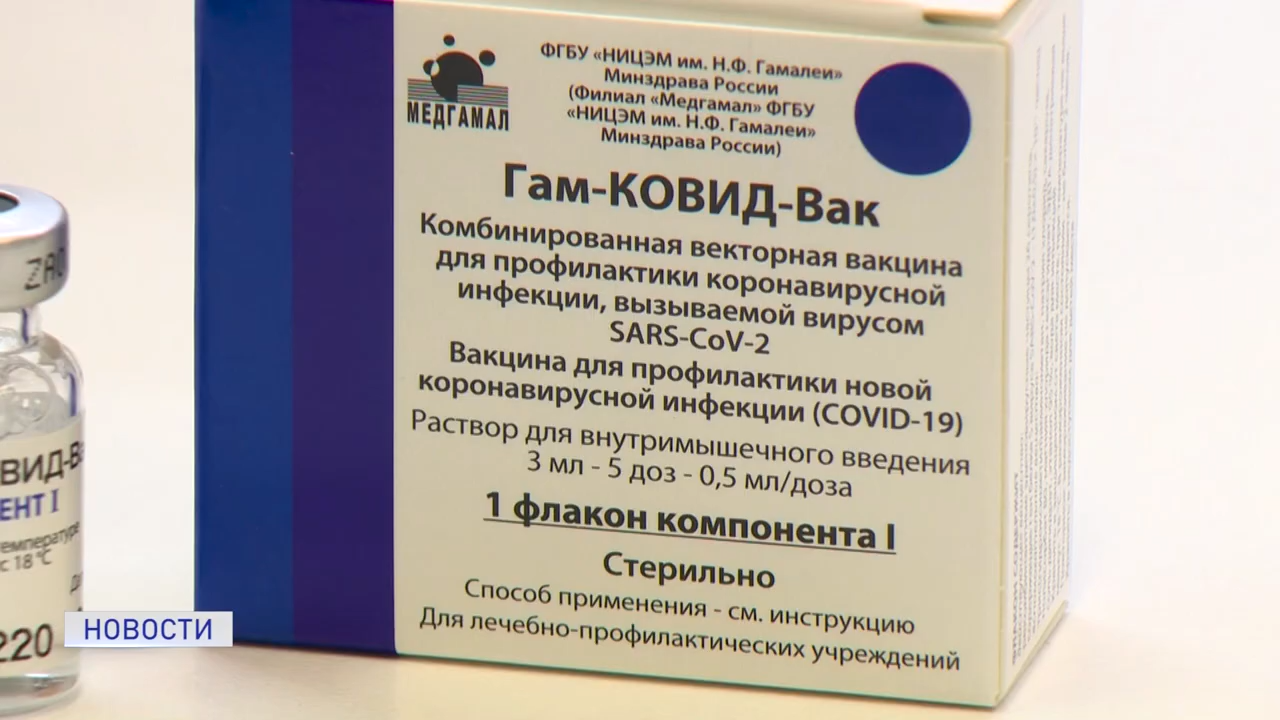 МЕДГАМАЛ
ФГБУ «НИЦЭМ им. Н.Ф. Гамалеи»
Минздрава России
(Филиал «Медгамал» ФГБУ
«НИЦЭМ им. Н.Ф. Гамалеи»
Минздрава России)
Гам-КОВИД-Вак
Комбинированная векторная вакцина
для профилактики коронавирусной
инфекции, вызываемой вирусом
SARS-CoV-2
Вакцина для профилактики новой
коронавирусной инфекции (COVID-19)
Раствор для внутримышечного введения
3 мл - 5 доз - 0,5 мл/доза
1 флакон компонента I
Стерильно
Способ применения - см. инструкцию
Для лечебно-профилактических учреждений
ОВИД-Ва
ЕНТ I
температуре
с 18 °С
220
НОВОСТИ